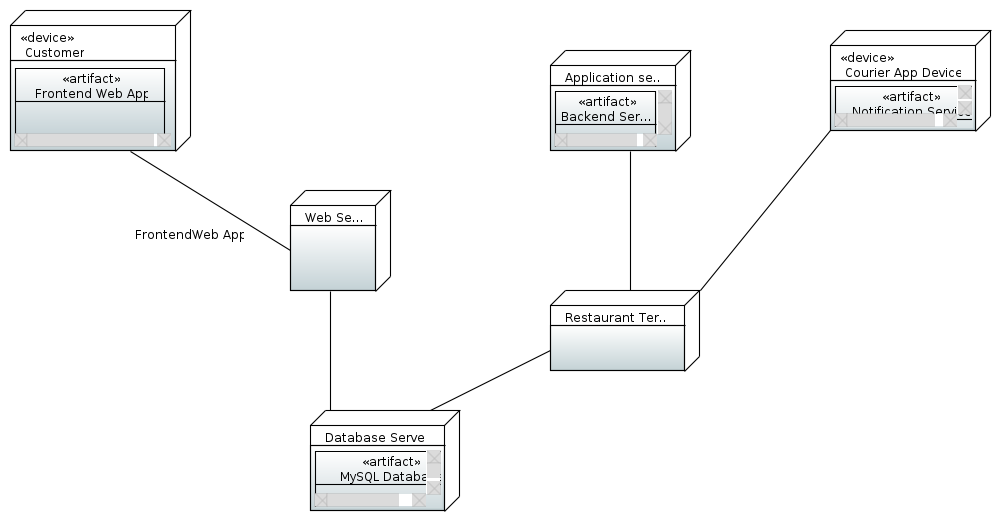 «device»
Customer
«artifact»
Frontend Web App
Application se..
«artifact»
Backend Ser...
«device»
Courier App Device
«artifact»
Notification Servi
Web Se...
FrontendWeb App
Restaurant Ter..
Database Serve
«artifact»
MySQL Databa